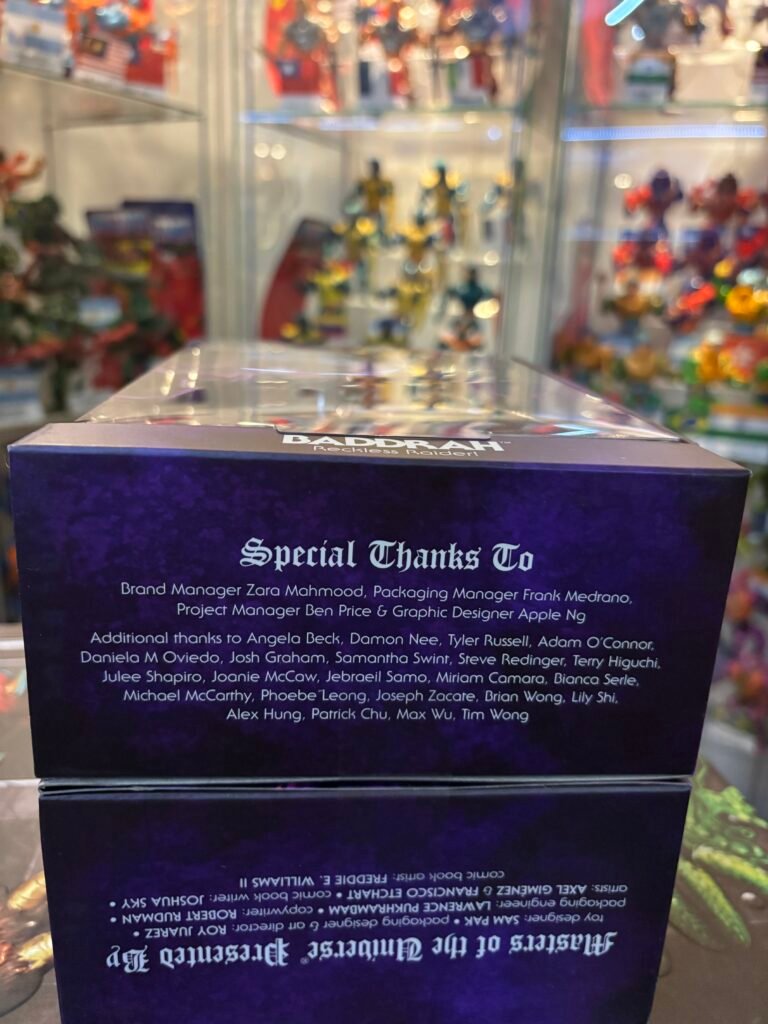 BADDRAH™
Reckless Raider!
Special Thanks To
Brand Manager Zara Mahmood, Packaging Manager Frank Medrano,
Project Manager Ben Price & Graphic Designer Apple Ng
Additional thanks to Angela Beck, Damon Nee, Tyler Russell, Adam O'Connor,
Daniela M Oviedo, Josh Graham, Samantha Swint, Steve Redinger, Terry Higuchi,
Julee Shapiro, Joanie McCaw, Jebraeil Samo, Miriam Camara, Bianca Serle,
Michael McCarthy, Phoebe Leong, Joseph Zacate, Brian Wong, Lily Shi,
Alex Hung, Patrick Chu, Max Wu, Tim Wong
Masters of the Universe® Presented By
toy designer: SAM PAK • packaging designer & art director: ROY JUAREZ •
packaging engineer: LAWRENCE PUKHRAMBAM • copywriter: ROBERT RUDMAN •
artists: AXEL GIMÉNEZ & FRANCISCO ETCHART • comic book writer: JOSHUA SKY •
comic book artist: FREDDIE E. WILLIAMS II